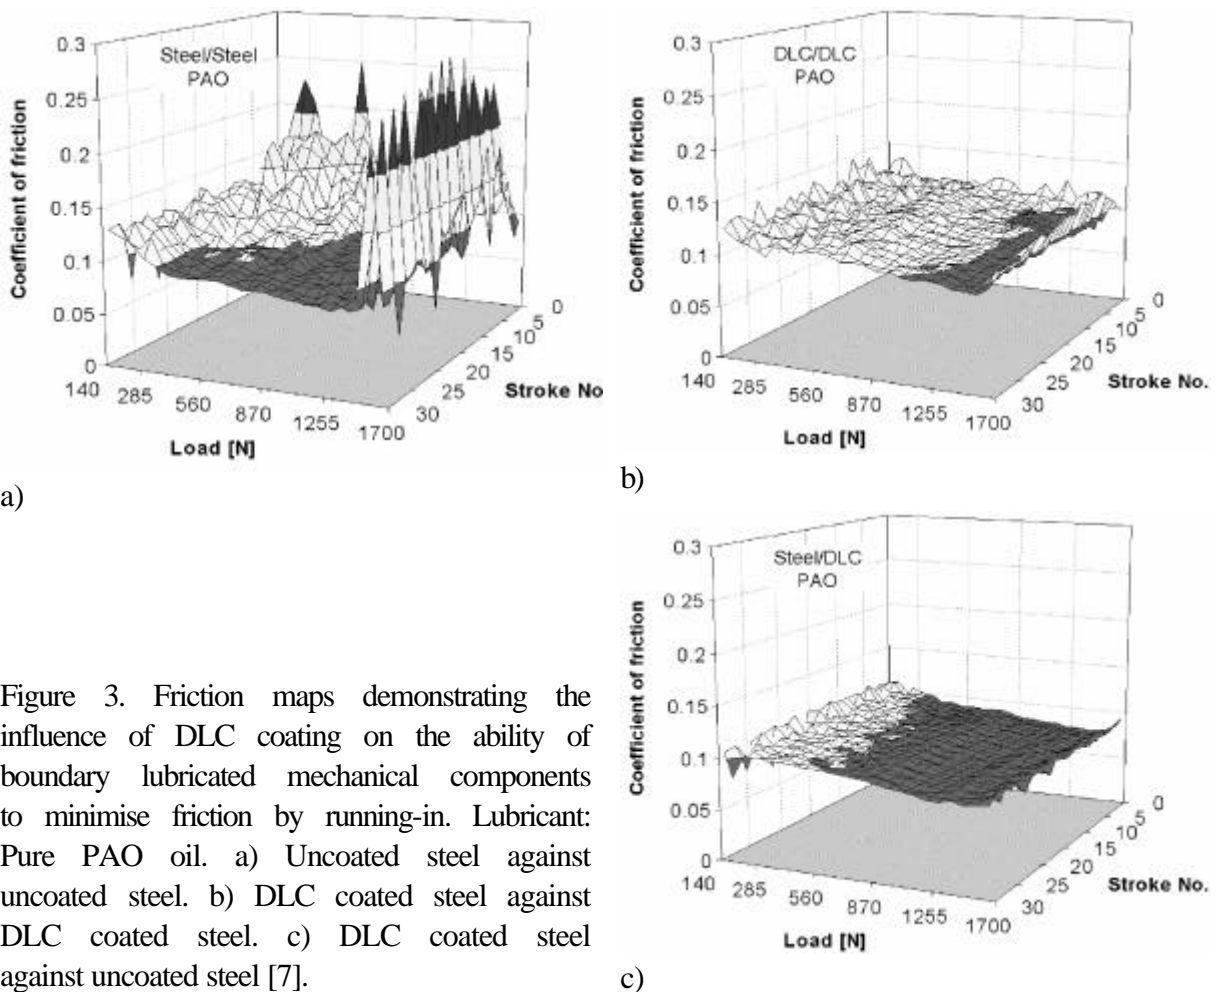 Steel/Steel
PAO
0.3
0.25
0.2
0.15
0.1
0.05
0
Coefficient of friction
140
285
560
870
1255
1700
Load [N]
0
5
10
15
20
25
30
Stroke No.
a)
DLC/DLC
PAO
0.3
0.25
0.2
0.15
0.1
0.05
0
Coefficient of friction
140
285
560
870
1255
1700
Load [N]
0
5
10
15
20
25
30
Stroke No.
b)
Steel/DLC
PAO
0.3
0.25
0.2
0.15
0.1
0.05
0
Coefficient of friction
140
285
560
870
1255
1700
Load [N]
0
5
10
15
20
25
30
Stroke No.
c)
Figure 3. Friction maps demonstrating the
influence of DLC coating on the ability of
boundary lubricated mechanical components
to minimise friction by running-in. Lubricant:
Pure PAO oil. a) Uncoated steel against
uncoated steel. b) DLC coated steel against
DLC coated steel. c) DLC coated steel
against uncoated steel [7].